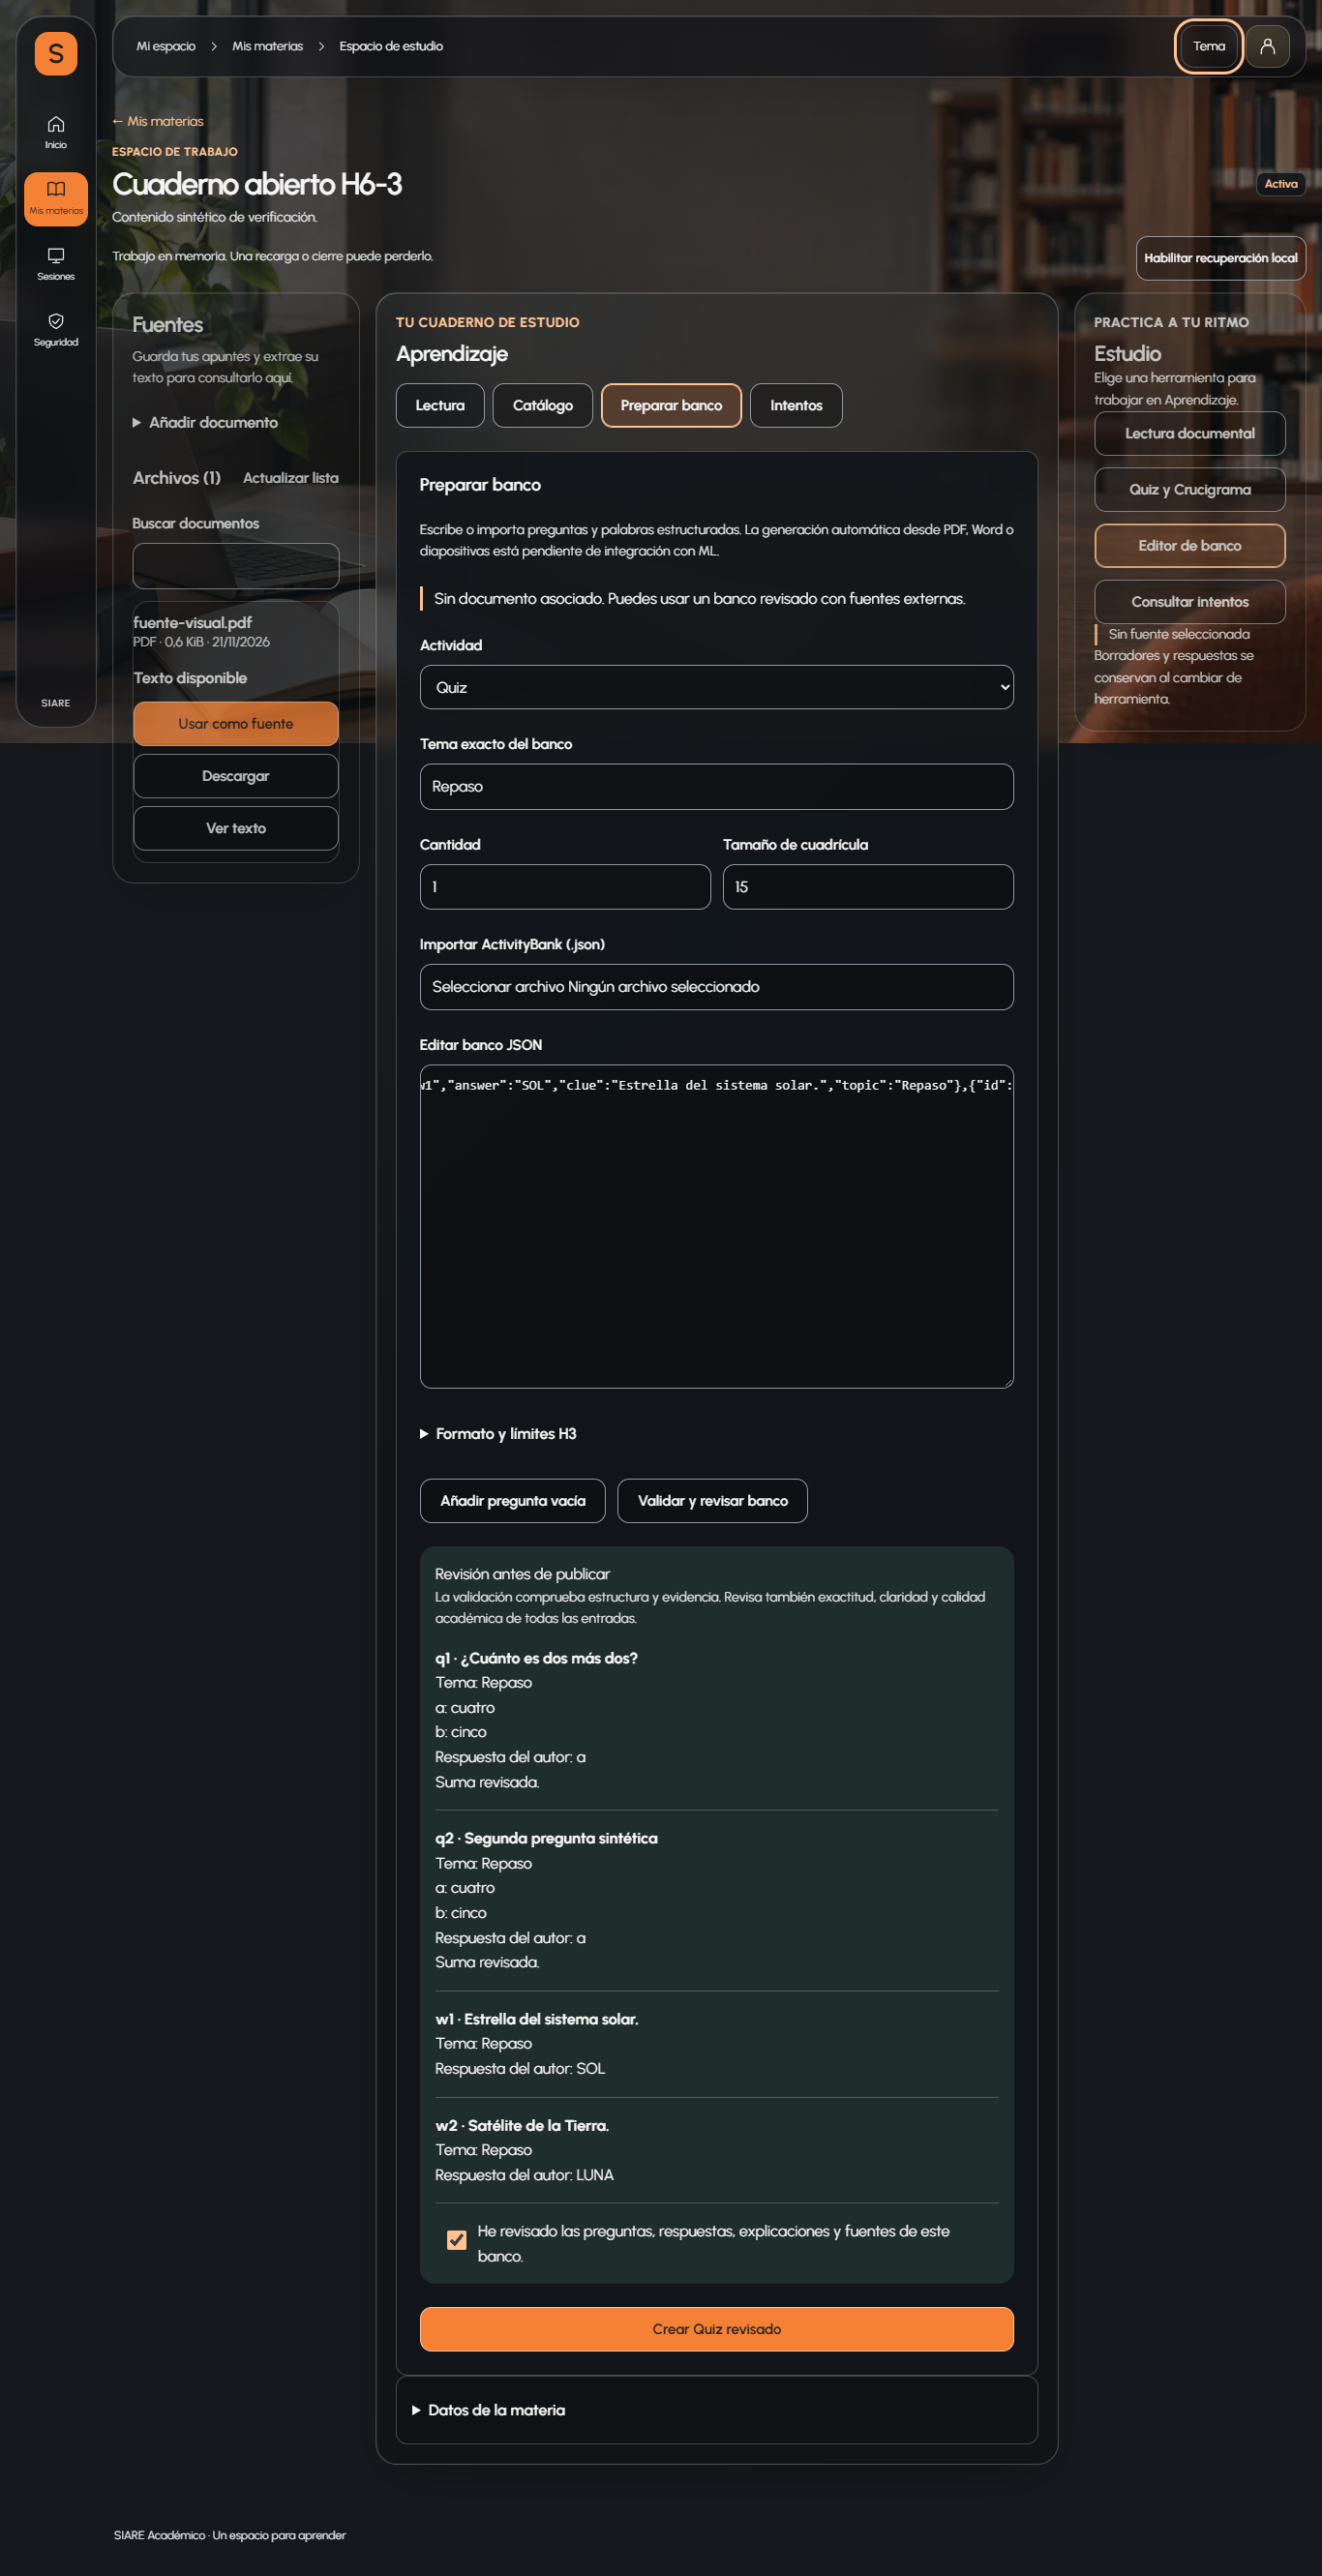 S
Inicio
Mis materias
Sesiones
Seguridad
SIARE
Mi espacio > Mis materias > Espacio de estudio
Tema
← Mis materias
ESPACIO DE TRABAJO
Cuaderno abierto H6-3
Activa
Contenido sintético de verificación.
Trabajo en memoria. Una recarga o cierre puede perderlo.
Habilitar recuperación local
Fuentes
Guarda tus apuntes y extrae su
texto para consultarlo aquí.
Añadir documento
Archivos (1) Actualizar lista
Buscar documentos
fuente-visual.pdf
PDF · 0,6 KiB · 21/11/2026
Texto disponible
Usar como fuente
Descargar
Ver texto
TU CUADERNO DE ESTUDIO
Aprendizaje
Lectura Catálogo Preparar banco Intentos
Preparar banco
Escribe o importa preguntas y palabras estructuradas. La generación automática desde PDF, Word o
diapositivas está pendiente de integración con ML.
Sin documento asociado. Puedes usar un banco revisado con fuentes externas.
Actividad
Quiz
Tema exacto del banco
Repaso
Cantidad Tamaño de cuadrícula
1 15
Importar ActivityBank (.json)
Seleccionar archivo Ningún archivo seleccionado
Editar banco JSON
w1","answer":"SOL","clue":"Estrella del sistema solar.","topic":"Repaso"},{"id":
Formato y límites H3
Añadir pregunta vacía Validar y revisar banco
Revisión antes de publicar
La validación comprueba estructura y evidencia. Revisa también exactitud, claridad y calidad
académica de todas las entradas.
q1 · ¿Cuánto es dos más dos?
Tema: Repaso
a: cuatro
b: cinco
Respuesta del autor: a
Suma revisada.
q2 · Segunda pregunta sintética
Tema: Repaso
a: cuatro
b: cinco
Respuesta del autor: a
Suma revisada.
w1 · Estrella del sistema solar.
Tema: Repaso
Respuesta del autor: SOL
w2 · Satélite de la Tierra.
Tema: Repaso
Respuesta del autor: LUNA
He revisado las preguntas, respuestas, explicaciones y fuentes de este
banco.
Crear Quiz revisado
Datos de la materia
PRACTICA A TU RITMO
Estudio
Elige una herramienta para
trabajar en Aprendizaje.
Lectura documental
Quiz y Crucigrama
Editor de banco
Consultar intentos
Sin fuente seleccionada
Borradores y respuestas se
conservan al cambiar de
herramienta.
SIARE Académico · Un espacio para aprender